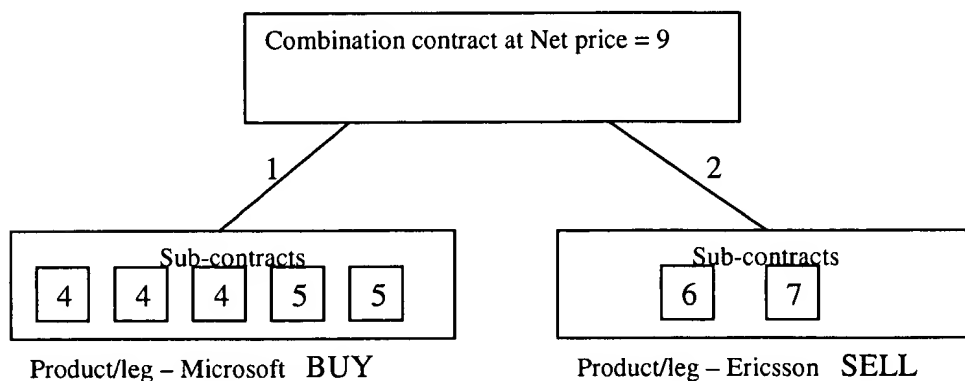 Combination contract at Net price = 9
1
2
Sub-contracts
4 4 4 5 5
Product/leg – Microsoft BUY
Sub-contracts
6 7
Product/leg – Ericsson SELL